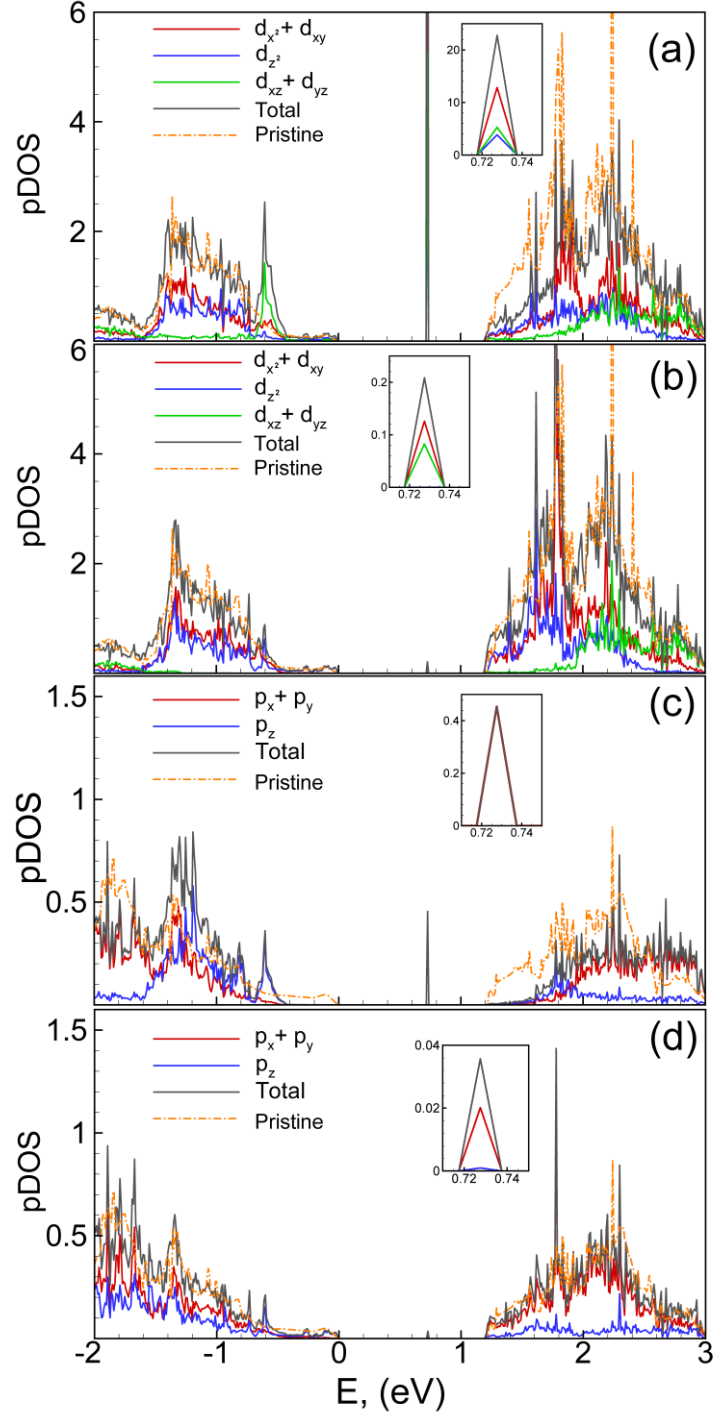 6
4
2
pDOS
d_x²+ d_xy
d_z²
d_xz+ d_yz
Total
Pristine
20
10
0
0.72 0.74
(a)
6
4
2
pDOS
d_x²+ d_xy
d_z²
d_xz+ d_yz
Total
Pristine
0.2
0.1
0
0.72 0.74
(b)
1.5
1
0.5
pDOS
p_x+ p_y
p_z
Total
Pristine
0.4
0.2
0
0.72 0.74
(c)
1.5
1
0.5
pDOS
p_x+ p_y
p_z
Total
Pristine
0.04
0.02
0
0.72 0.74
(d)
-2 -1 0 1 2 3
E, (eV)